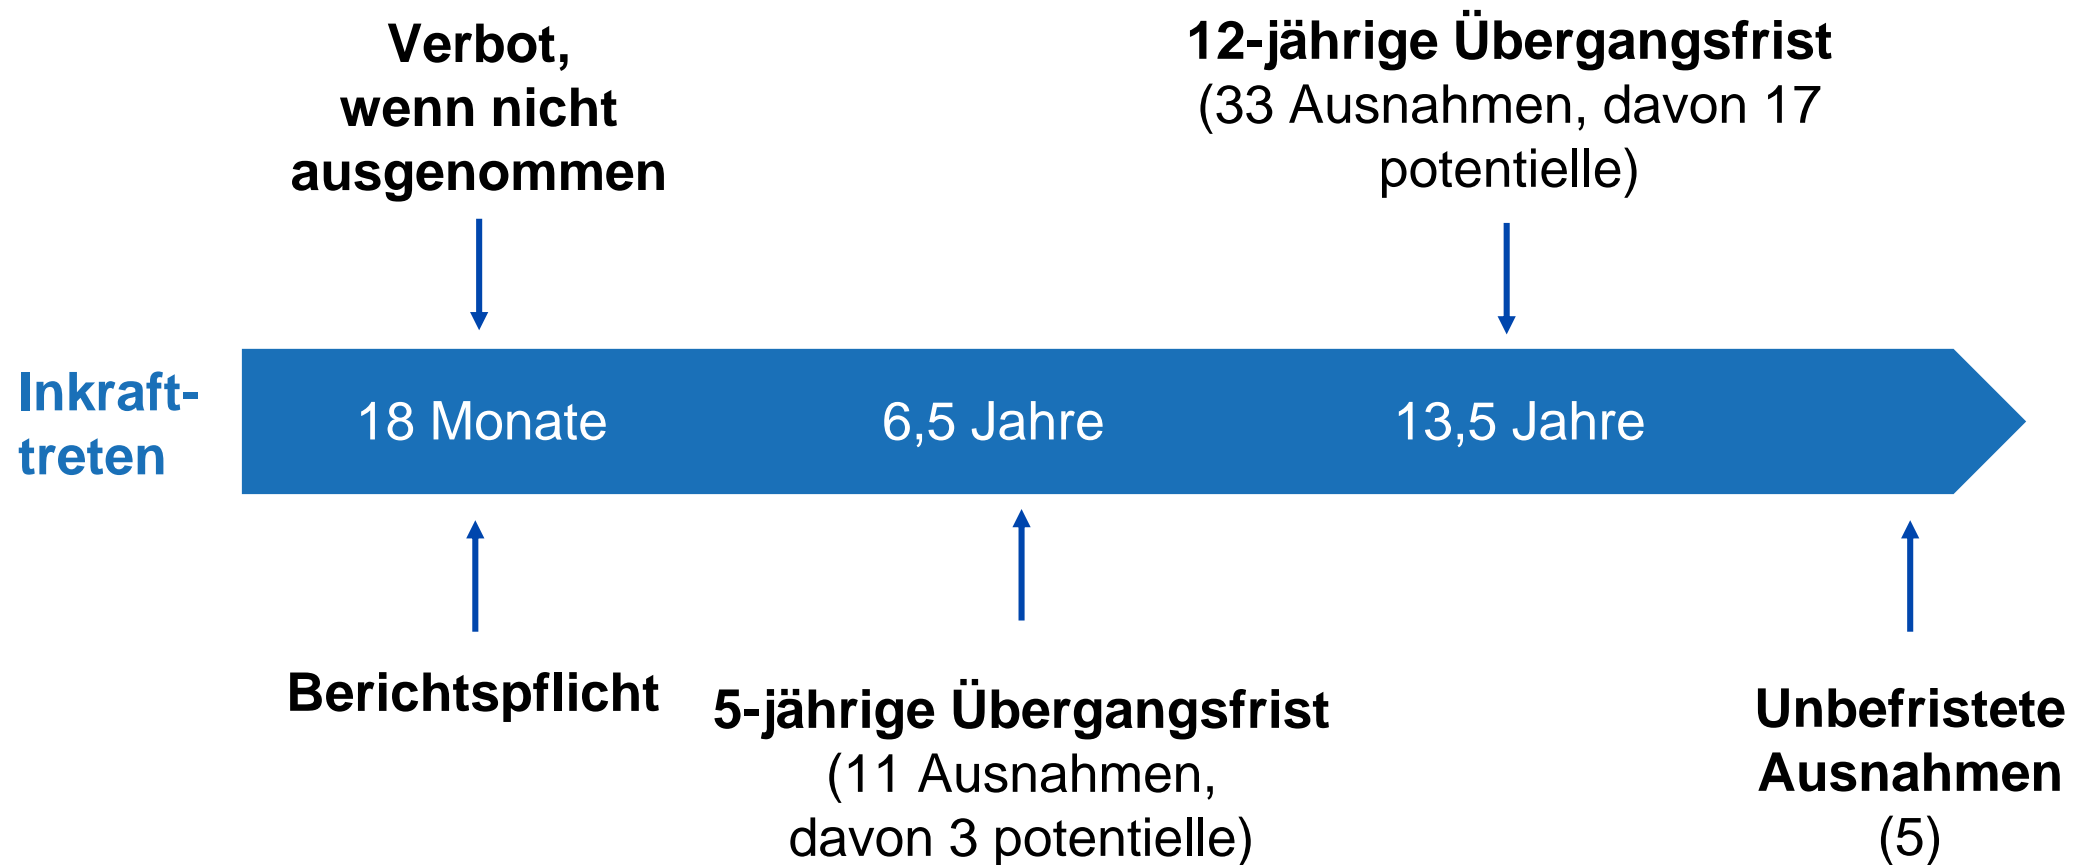 Verbot,
wenn nicht
ausgenommen
12-jährige Übergangsfrist
(33 Ausnahmen, davon 17
potentielle)
Inkraft-
treten
18 Monate
6,5 Jahre
13,5 Jahre
Berichtspflicht
5-jährige Übergangsfrist
(11 Ausnahmen,
davon 3 potentielle)
Unbefristete
Ausnahmen
(5)